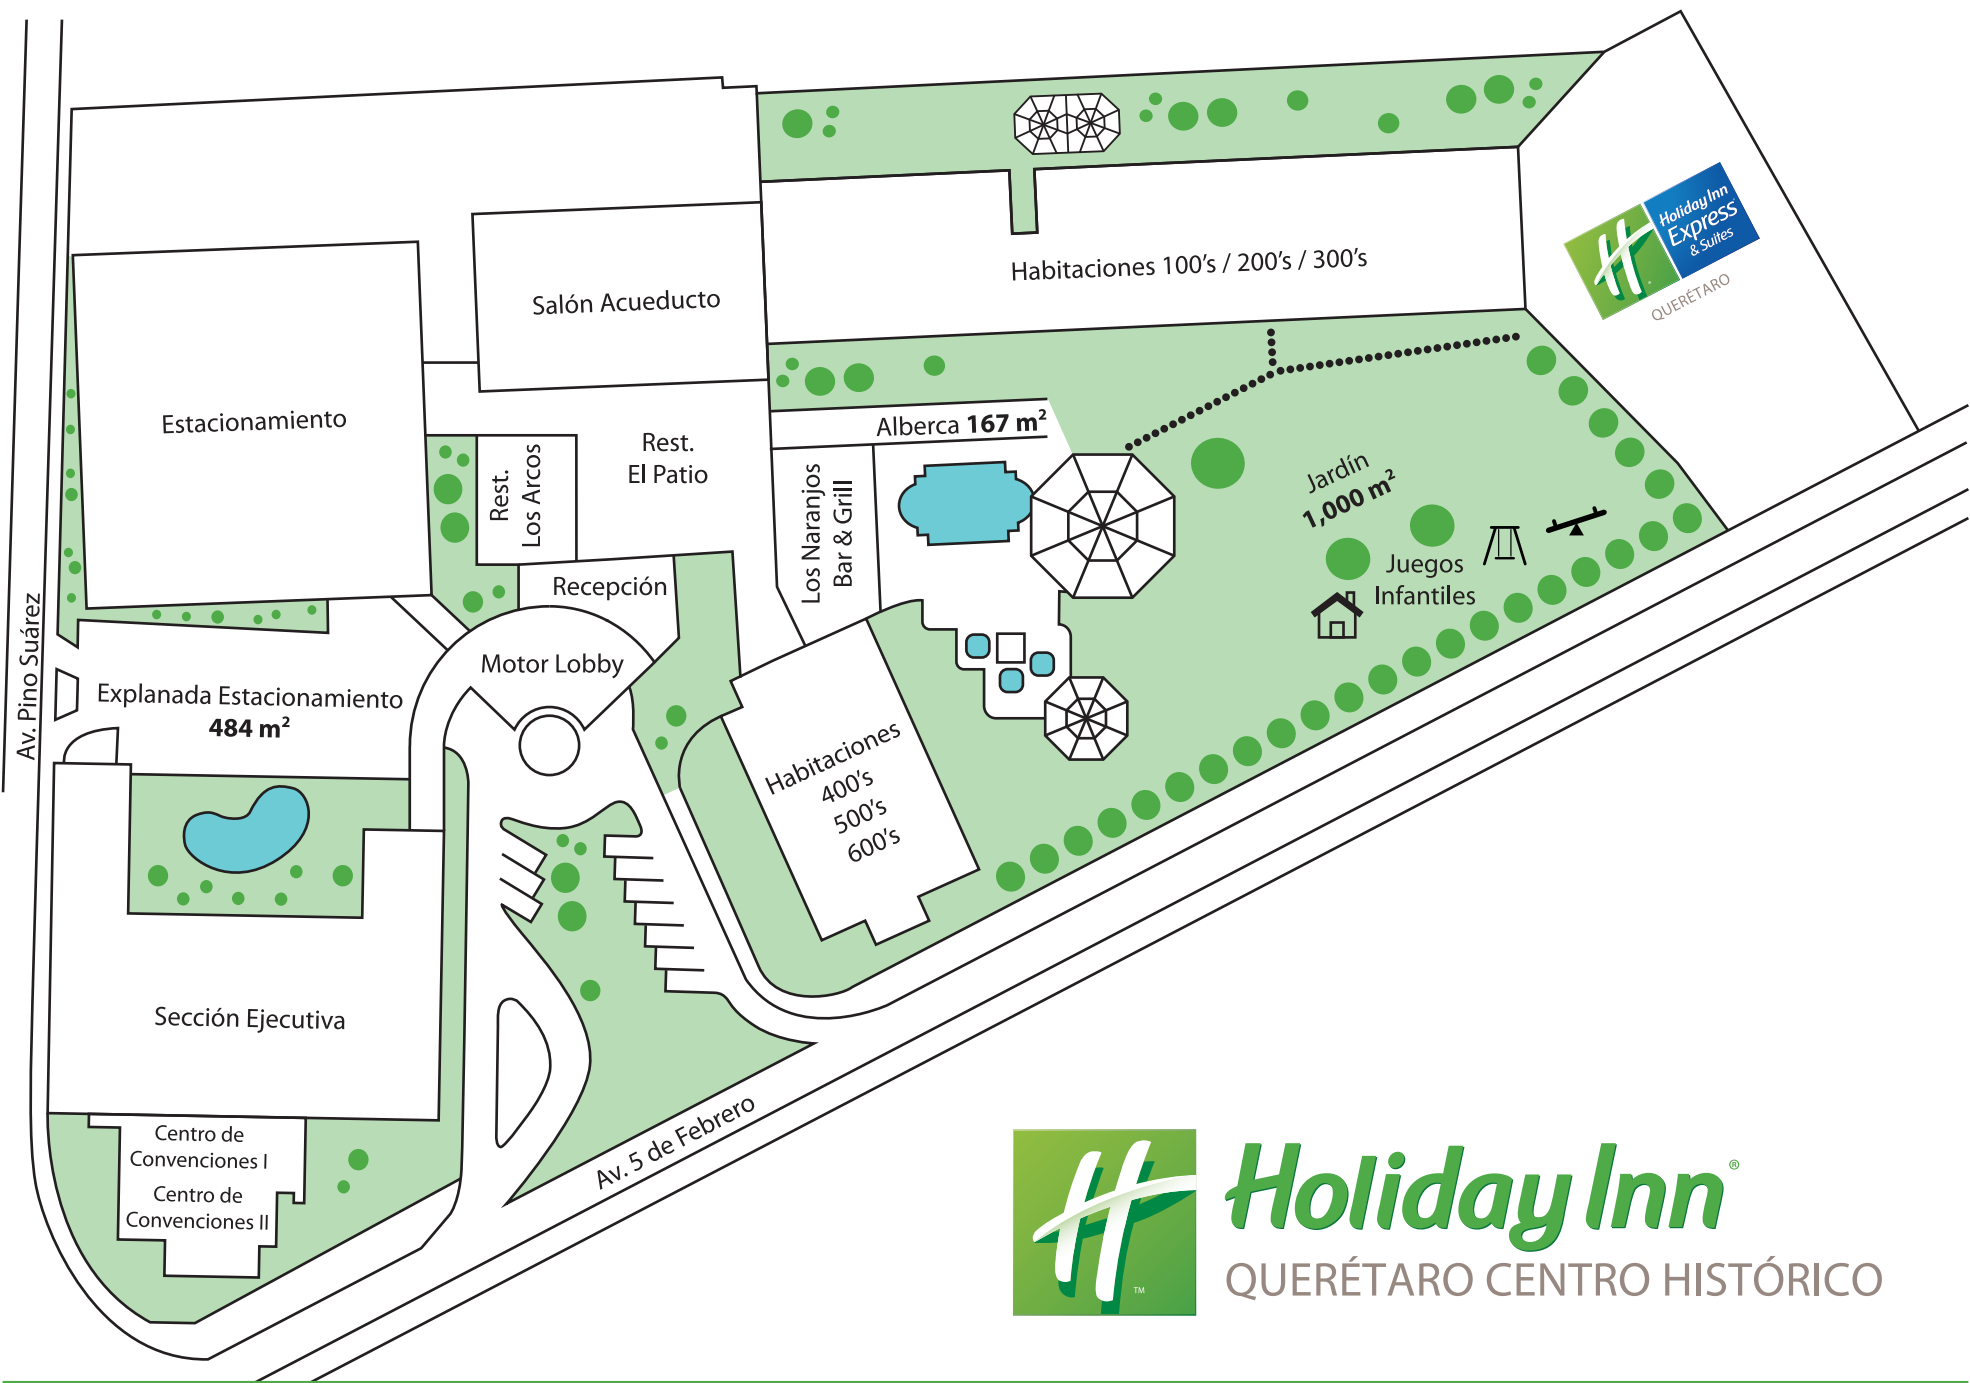 Holiday Inn
Express
& Suites
QUERÉTARO
Habitaciones 100's / 200's / 300's
Salón Acueducto
Estacionamiento
Alberca 167 m²
Rest.
El Patio
Rest.
Los Arcos
Los Naranjos
Bar & Grill
Jardín
1,000 m²
Juegos
Infantiles
Recepción
Motor Lobby
Av. Pino Suárez
Explanada Estacionamiento
484 m²
Habitaciones
400's
500's
600's
Sección Ejecutiva
Centro de
Convenciones I
Centro de
Convenciones II
Av. 5 de Febrero
TM
Holiday Inn®
QUERÉTARO CENTRO HISTÓRICO